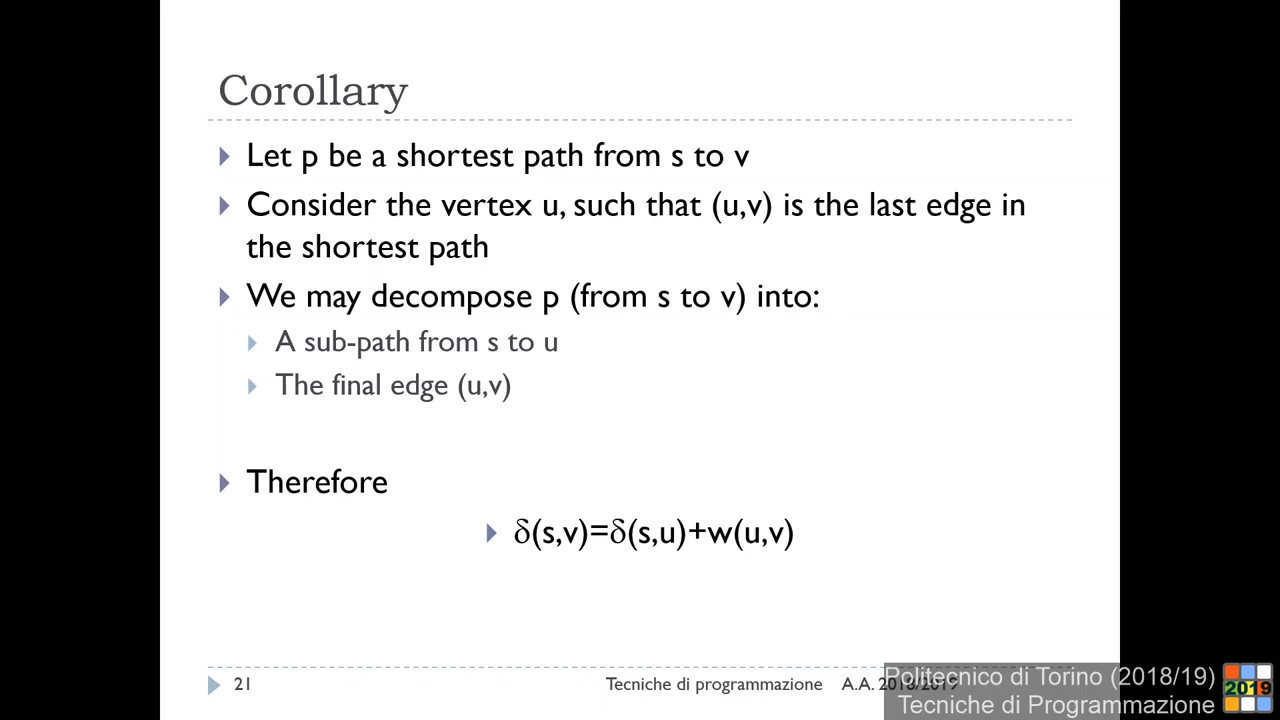 Corollary
Let p be a shortest path from s to v
Consider the vertex u, such that (u,v) is the last edge in
the shortest path
We may decompose p (from s to v) into:
A sub-path from s to u
The final edge (u,v)
Therefore
δ(s,v)=δ(s,u)+w(u,v)
21
Tecniche di programmazione A.A. 2018/2019
Politecnico di Torino (2018/19)
Tecniche di Programmazione
2019